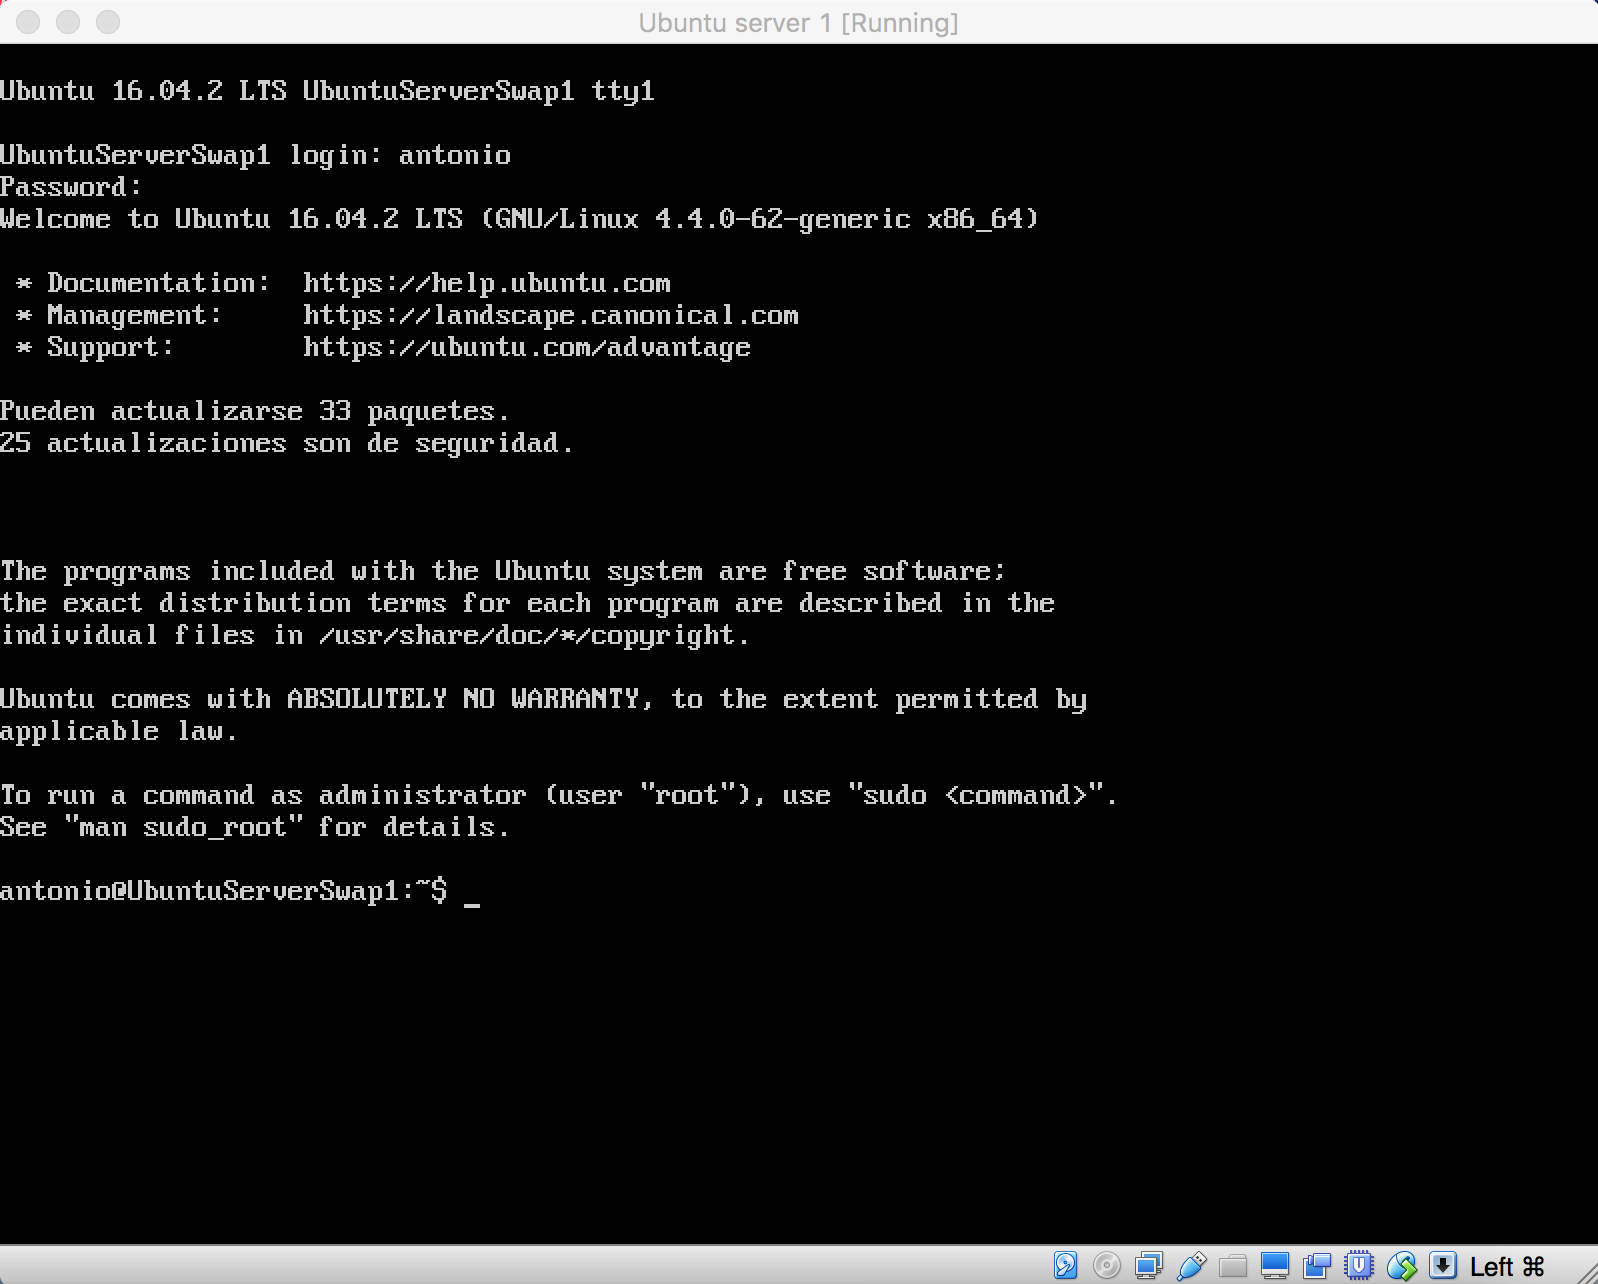 Ubuntu server 1 [Running]
Ubuntu 16.04.2 LTS UbuntuServerSwap1 tty1
UbuntuServerSwap1 login: antonio
Password:
Welcome to Ubuntu 16.04.2 LTS (GNU/Linux 4.4.0-62-generic x86_64)
* Documentation:  https://help.ubuntu.com
* Management:     https://landscape.canonical.com
* Support:        https://ubuntu.com/advantage
Pueden actualizarse 33 paquetes.
25 actualizaciones son de seguridad.
The programs included with the Ubuntu system are free software;
the exact distribution terms for each program are described in the
individual files in /usr/share/doc/*/copyright.
Ubuntu comes with ABSOLUTELY NO WARRANTY, to the extent permitted by
applicable law.
To run a command as administrator (user "root"), use "sudo <command>".
See "man sudo_root" for details.
antonio@UbuntuServerSwap1:~$ _
Left ⌘